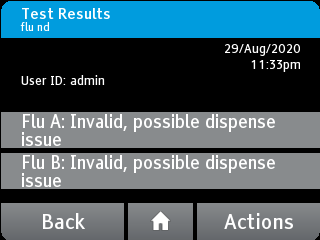 Test Results
flu nd
29/Aug/2020
11:33pm
User ID: admin
Flu A: Invalid, possible dispense
issue
Flu B: Invalid, possible dispense
issue
Back
Actions